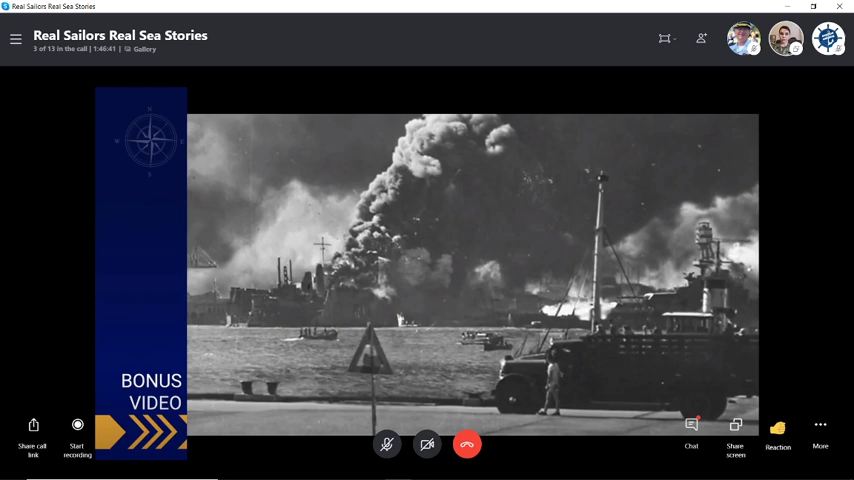 Real Sailors Real Sea Stories
Real Sailors Real Sea Stories
3 of 13 in the call | 1:46:41 | Gallery
N
W E
S
BONUS
VIDEO
Share call
link
Start
recording
Chat
Share
screen
Reaction
More